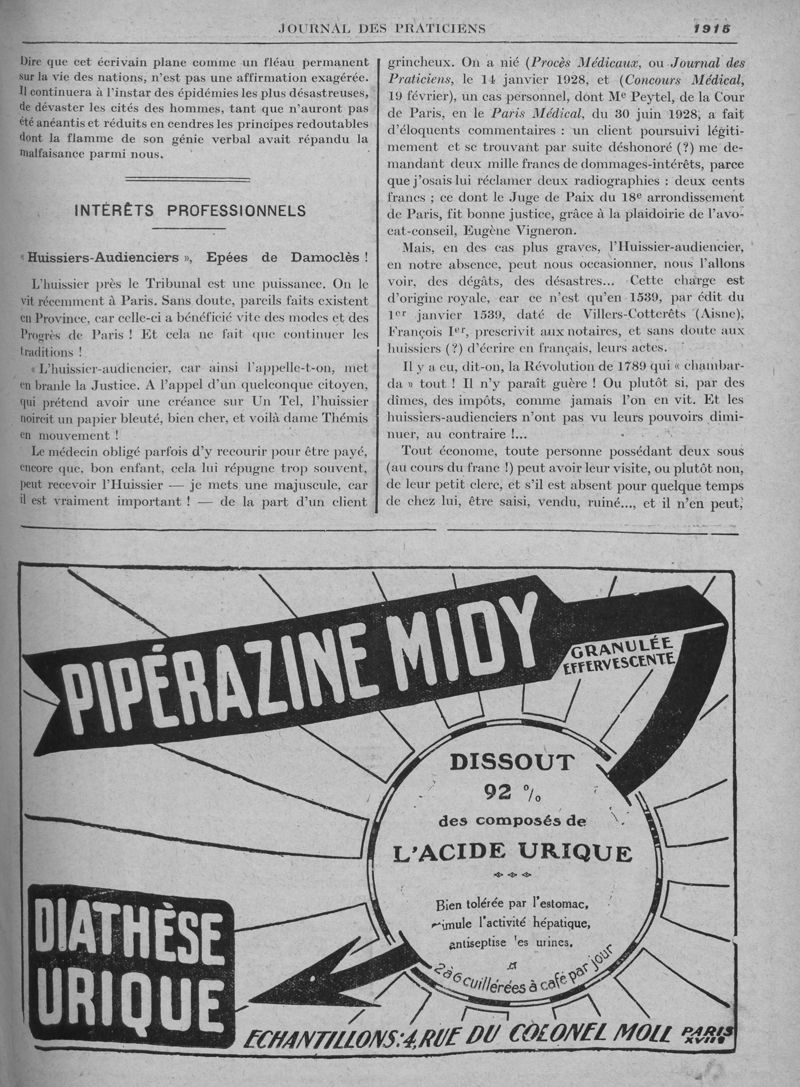 JOURNAL DES PRATICIENS
1915
Dire que cet écrivain plane comme un fléau permanent
sur la vie des nations, n'est pas une affirmation exagérée.
Il continuera à l'instar des épidémies les plus désastreuses,
de dévaster les cités des hommes, tant que n'auront pas
été anéantis et réduits en cendres les principes redoutables
dont la flamme de son génie verbal avait répandu la
malfaisance parmi nous.
INTÉRÊTS PROFESSIONNELS
« Huissiers-Audienciers », Epées de Damoclès !
L'huissier près le Tribunal est une puissance. On le
vit récemment à Paris. Sans doute, pareils faits existent
en Province, car celle-ci a bénéficié vite des modes et des
Progrès de Paris ! Et cela ne fait que continuer les
traditions !
« L'huissier-audiencier, car ainsi l'appelle-t-on, met
en branle la Justice. A l'appel d'un quelconque citoyen,
qui prétend avoir une créance sur Un Tel, l'huissier
noircit un papier bleuté, bien cher, et voilà dame Thémis
en mouvement !
Le médecin obligé parfois d'y recourir pour être payé,
encore que, bon enfant, cela lui répugne trop souvent,
peut recevoir l'Huissier — je mets une majuscule, car
il est vraiment important ! — de la part d'un client
grincheux. On a nié (Procès Médicaux, ou Journal des
Praticiens, le 14 janvier 1928, et (Concours Médical,
19 février), un cas personnel, dont Me Peytel, de la Cour
de Paris, en le Paris Médical, du 30 juin 1928, a fait
d'éloquents commentaires : un client poursuivi légiti-
mement et se trouvant par suite déshonoré (?) me de-
mandant deux mille francs de dommages-intérêts, parce
que j'osais lui réclamer deux radiographies : deux cents
francs ; ce dont le Juge de Paix du 18e arrondissement
de Paris, fit bonne justice, grâce à la plaidoirie de l'avo-
cat-conseil, Eugène Vigneron.
Mais, en des cas plus graves, l'Huissier-audiencier,
en notre absence, peut nous occasionner, nous l'allons
voir, des dégâts, des désastres... Cette charge est
d'origine royale, car ce n'est qu'en 1539, par édit du
1er janvier 1539, daté de Villers-Cotterêts (Aisne),
François Ier, prescrivit aux notaires, et sans doute aux
huissiers (?) d'écrire en français, leurs actes.
Il y a eu, dit-on, la Révolution de 1789 qui « chambar-
da » tout ! Il n'y paraît guère ! Ou plutôt si, par des
dîmes, des impôts, comme jamais l'on en vit. Et les
huissiers-audienciers n'ont pas vu leurs pouvoirs dimi-
nuer, au contraire !...
Tout économe, toute personne possédant deux sous
(au cours du franc !) peut avoir leur visite, ou plutôt non,
de leur petit clerc, et s'il est absent pour quelque temps
de chez lui, être saisi, vendu, ruiné..., et il n'en peut,
PIPÉRAZINE MIDY
GRANULÉE
EFFERVESCENTE
DISSOUT
92 %
des composés de
L'ACIDE URIQUE
Bien tolérée par l'estomac,
imule l'activité hépatique,
antiseptise es urines.
2 à 6 cuillérées à café par jour
DIATHÈSE
URIQUE
ECHANTILLONS: 4, RUE DU COLONEL MOLL PARIS
XVIIe